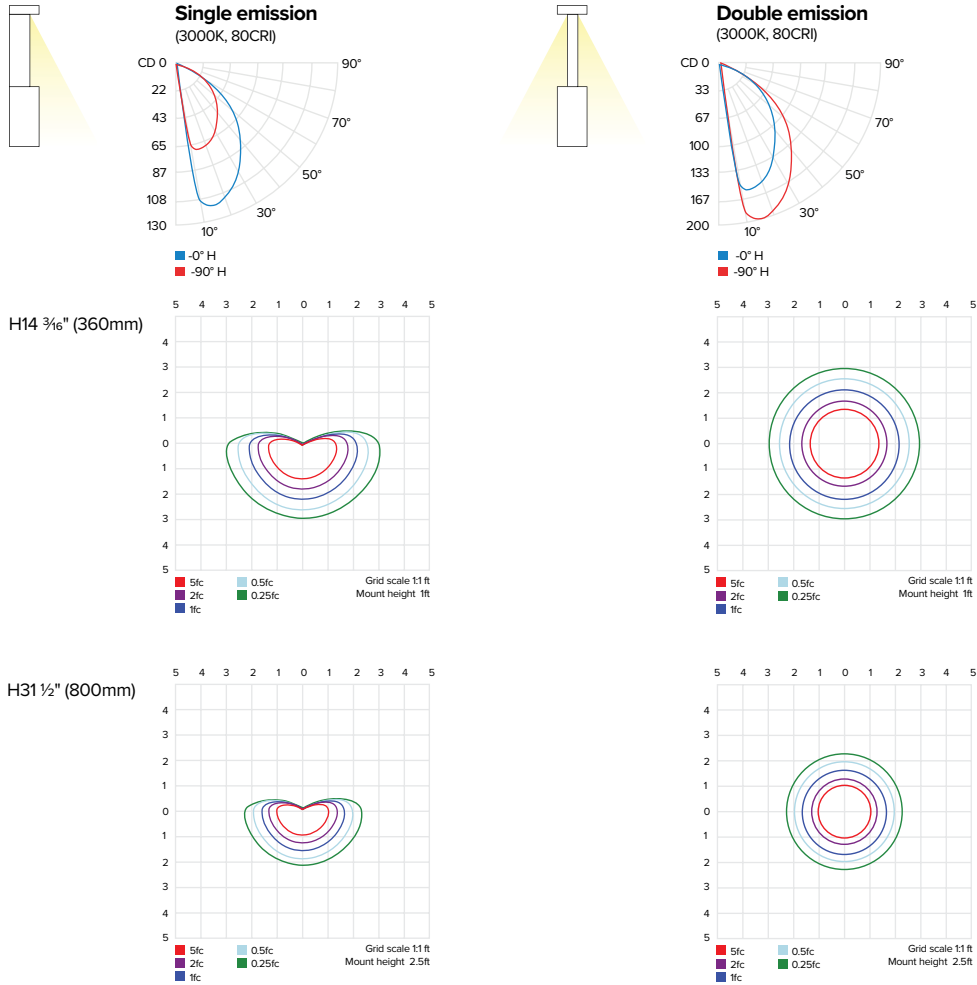 Single emission
(3000K, 80CRI)
CD 0
22
43
65
87
108
130
90°
70°
50°
30°
10°
-0° H
-90° H
Double emission
(3000K, 80CRI)
CD 0
33
67
100
133
167
200
90°
70°
50°
30°
10°
-0° H
-90° H
H14 3⁄16" (360mm)
5 4 3 2 1 0 1 2 3 4 5
4
3
2
1
0
1
2
3
4
5
5fc
2fc
1fc
0.5fc
0.25fc
Grid scale 1:1 ft
Mount height 1ft
5 4 3 2 1 0 1 2 3 4 5
4
3
2
1
0
1
2
3
4
5
5fc
2fc
1fc
0.5fc
0.25fc
Grid scale 1:1 ft
Mount height 1ft
H31 ½" (800mm)
5 4 3 2 1 0 1 2 3 4 5
4
3
2
1
0
1
2
3
4
5
5fc
2fc
1fc
0.5fc
0.25fc
Grid scale 1:1 ft
Mount height 2.5ft
5 4 3 2 1 0 1 2 3 4 5
4
3
2
1
0
1
2
3
4
5
5fc
2fc
1fc
0.5fc
0.25fc
Grid scale 1:1 ft
Mount height 2.5ft